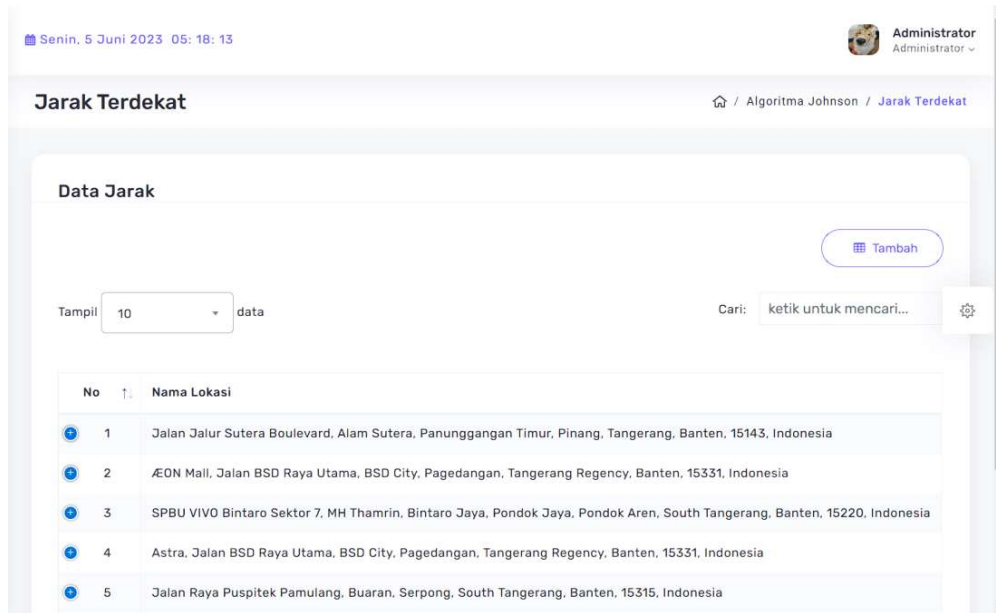 Senin, 5 Juni 2023 05: 18: 13
Administrator
Administrator
Jarak Terdekat
/ Algoritma Johnson / Jarak Terdekat
Data Jarak
Tambah
Tampil 10 data
Cari: ketik untuk mencari...
No Nama Lokasi
1 Jalan Jalur Sutera Boulevard, Alam Sutera, Panunggangan Timur, Pinang, Tangerang, Banten, 15143, Indonesia
2 ÆON Mall, Jalan BSD Raya Utama, BSD City, Pagedangan, Tangerang Regency, Banten, 15331, Indonesia
3 SPBU VIVO Bintaro Sektor 7, MH Thamrin, Bintaro Jaya, Pondok Jaya, Pondok Aren, South Tangerang, Banten, 15220, Indonesia
4 Astra, Jalan BSD Raya Utama, BSD City, Pagedangan, Tangerang Regency, Banten, 15331, Indonesia
5 Jalan Raya Puspitek Pamulang, Buaran, Serpong, South Tangerang, Banten, 15315, Indonesia